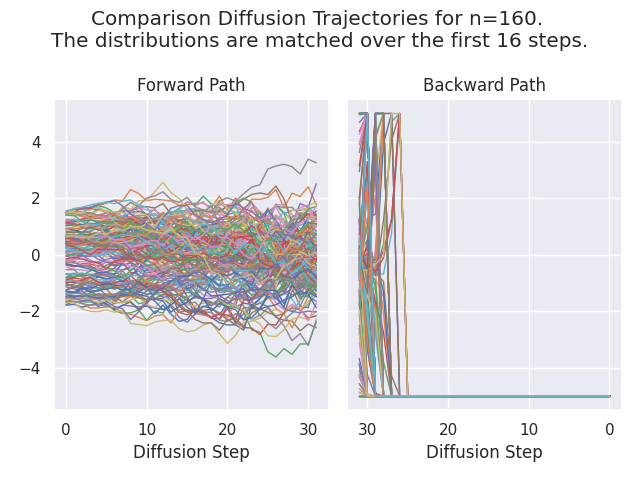 Comparison Diffusion Trajectories for n=160.
The distributions are matched over the first 16 steps.
Forward Path
Backward Path
4
2
0
−2
−4
0
10
20
30
30
20
10
0
Diffusion Step
Diffusion Step